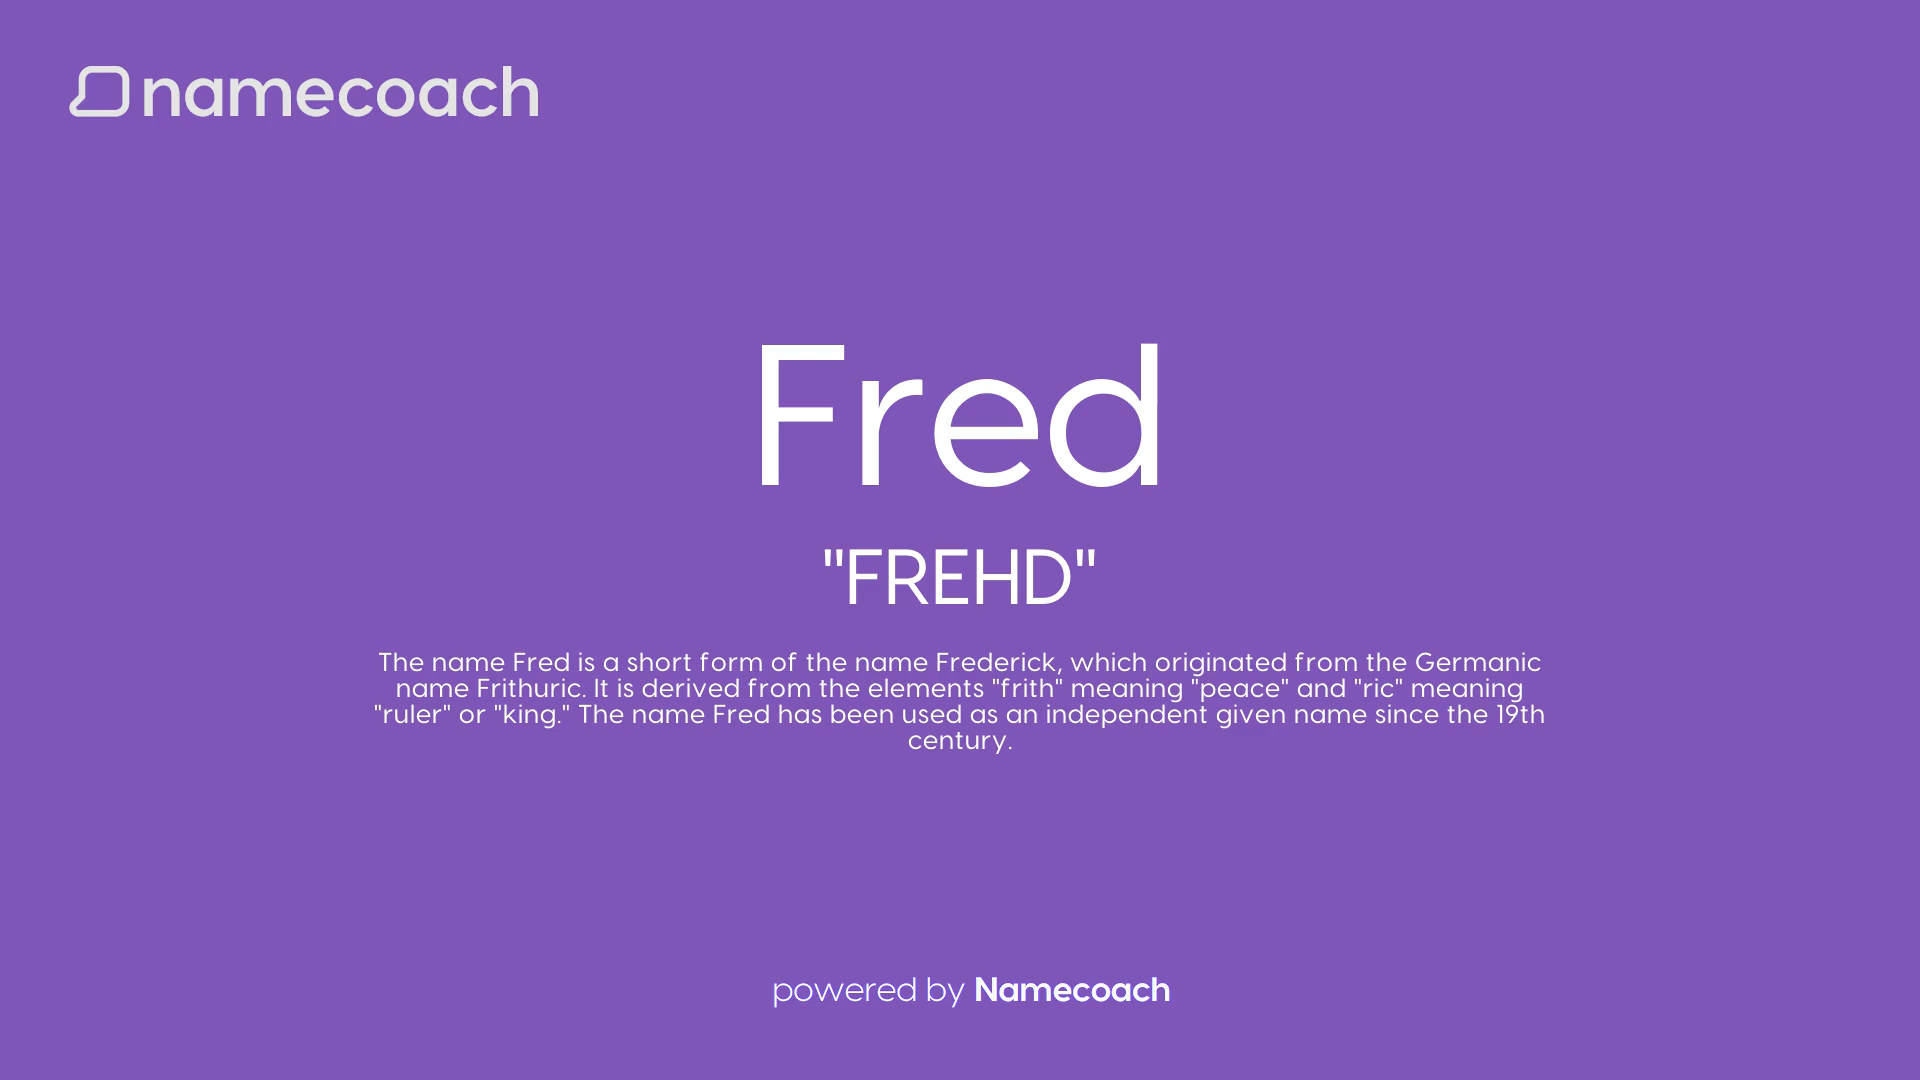 namecoach
Fred
"FREHD"
The name Fred is a short form of the name Frederick, which originated from the Germanic
name Frithuric. It is derived from the elements "frith" meaning "peace" and "ric" meaning
"ruler" or "king." The name Fred has been used as an independent given name since the 19th
century.
powered by Namecoach